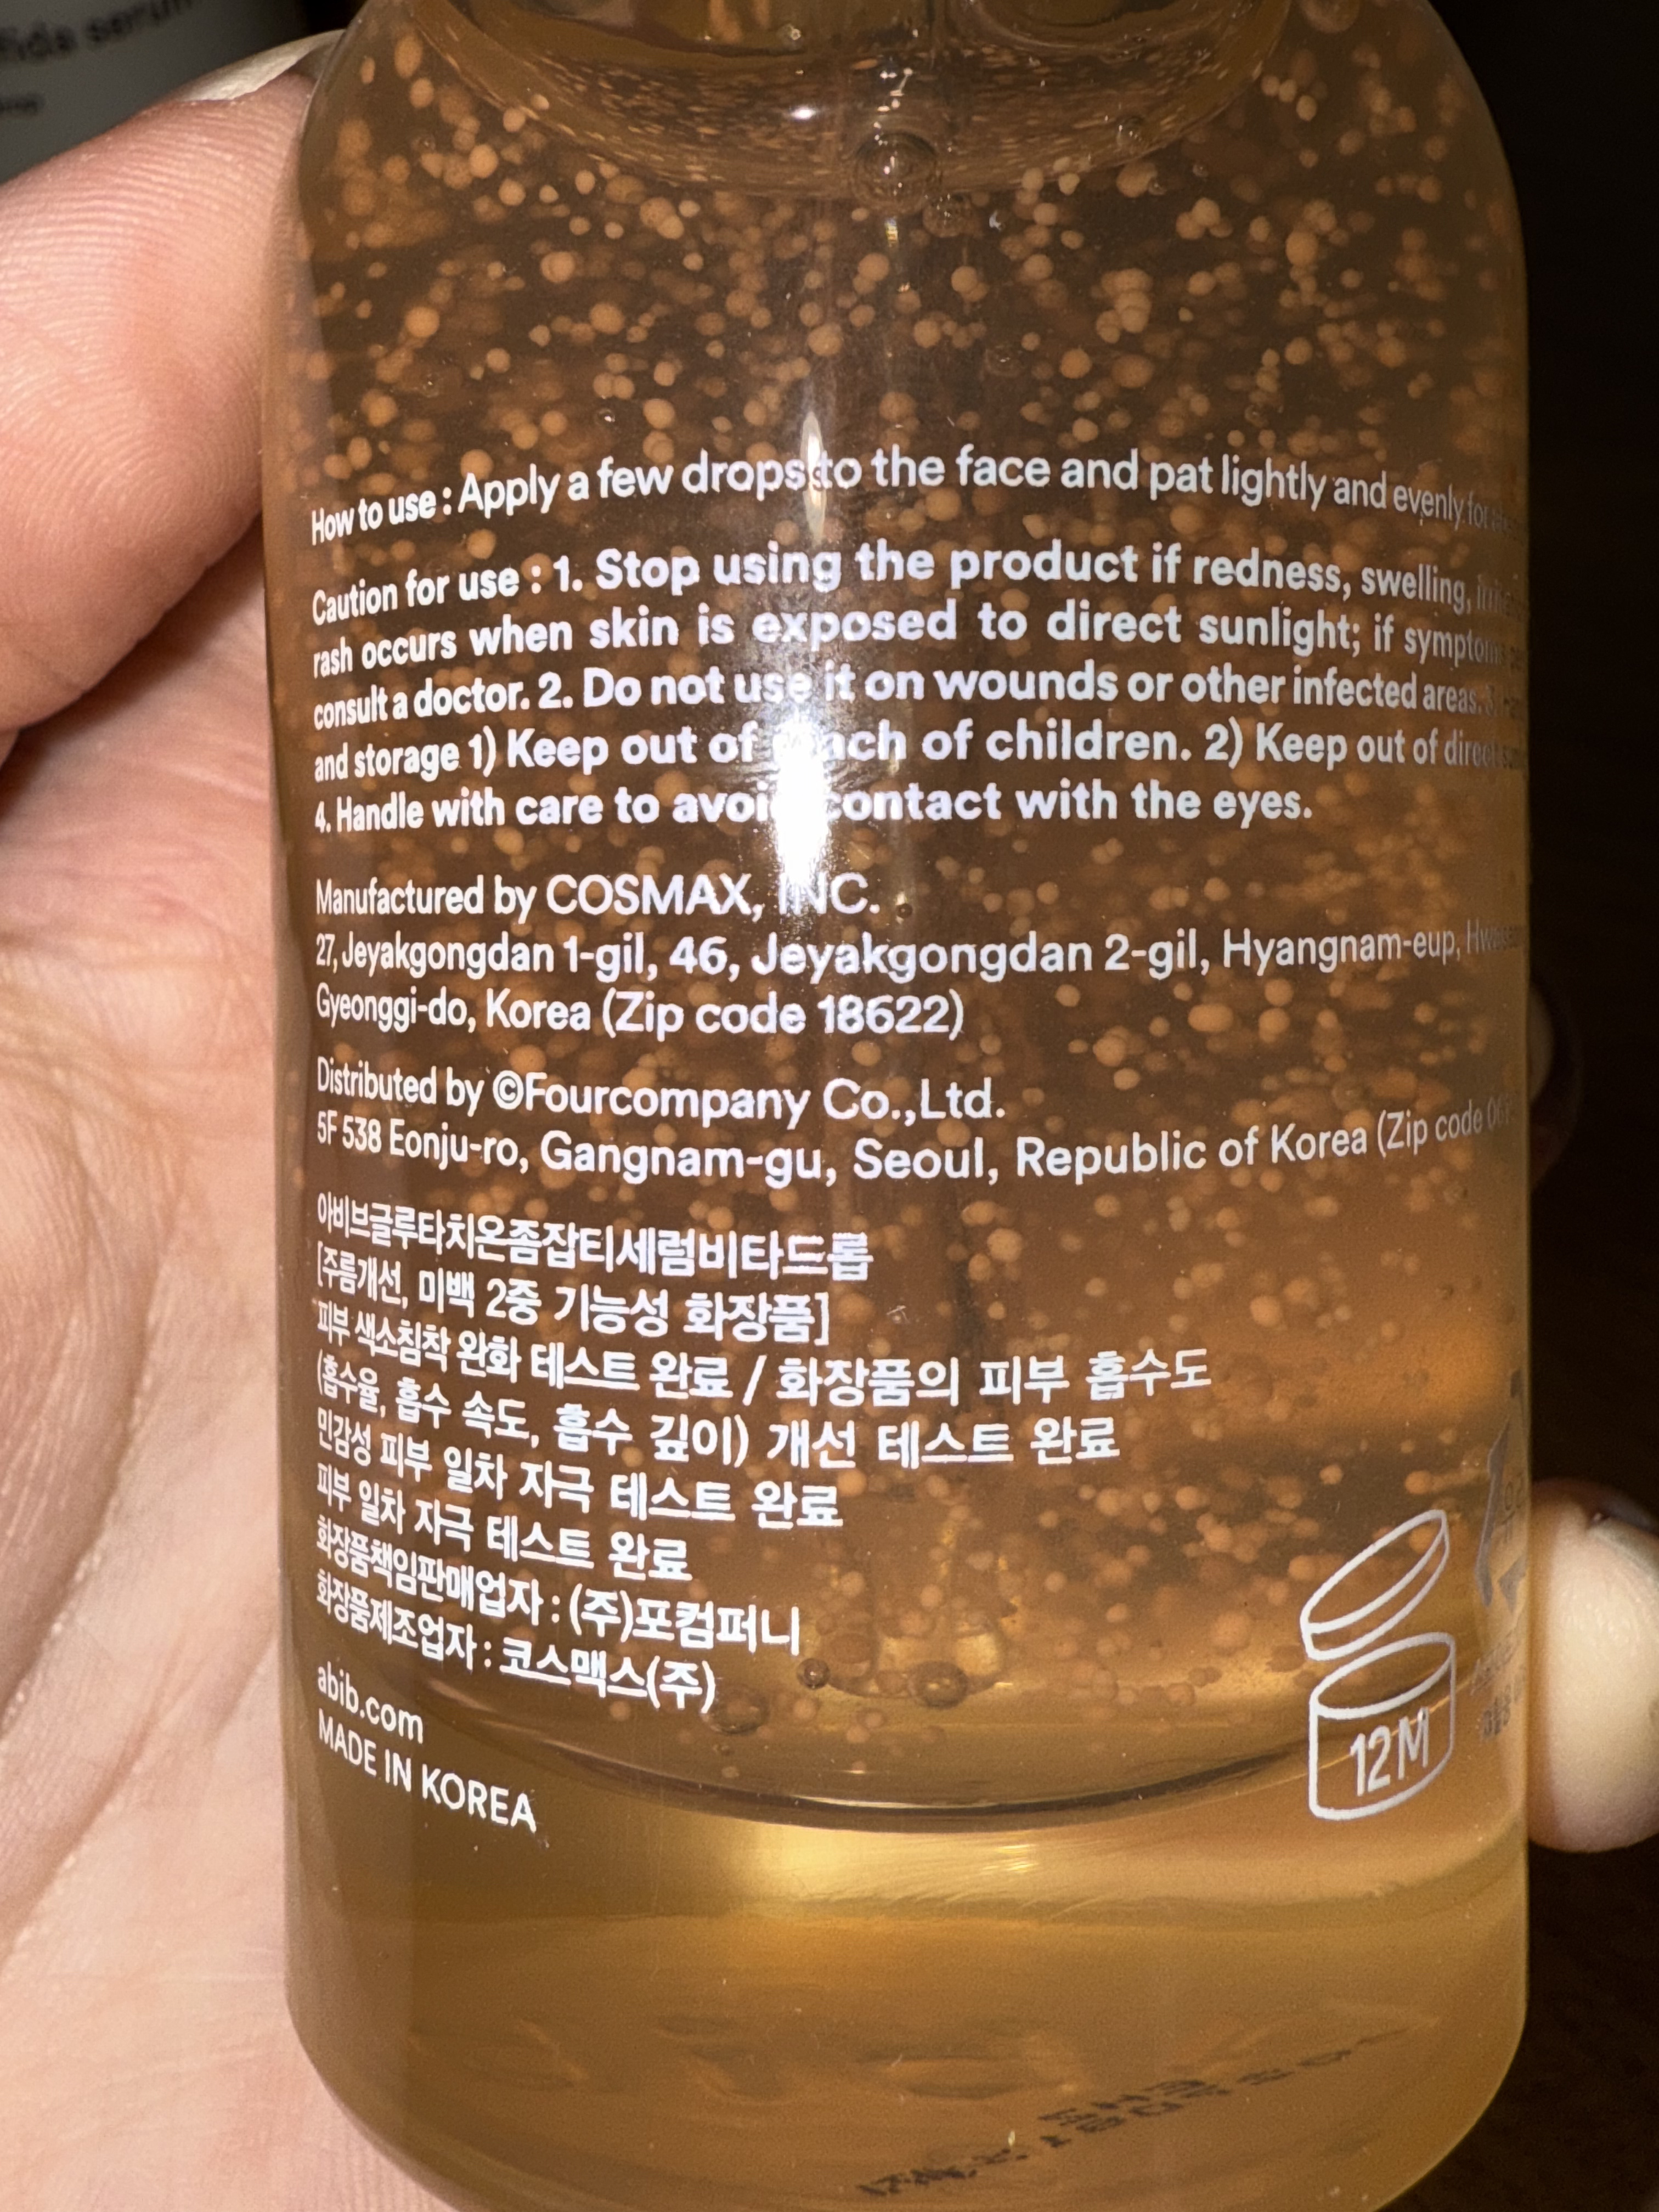 How to use : Apply a few drops to the face and pat lightly and evenly for
Caution for use : 1. Stop using the product if redness, swelling,
rash occurs when skin is exposed to direct sunlight; if
consult a doctor. 2. Do not use it on wounds or other infected areas.
and storage 1) Keep out of reach of children. 2) Keep out of direct
4. Handle with care to avoid contact with the eyes.
Manufactured by COSMAX, INC.
27, Jeyakgongdan 1-gil, 46, Jeyakgongdan 2-gil, Hyangnam-eup,
Gyeonggi-do, Korea (Zip code 18622)
Distributed by ©Fourcompany Co.,Ltd.
5F 538 Eonju-ro, Gangnam-gu, Seoul, Republic of Korea (Zip code
아비브글루타치온좀잡티세럼비타드롭
[주름개선, 미백 2중 기능성 화장품]
피부 색소침착 완화 테스트 완료 / 화장품의 피부 흡수도
(흡수율, 흡수 속도, 흡수 깊이) 개선 테스트 완료
민감성 피부 일차 자극 테스트 완료
피부 일차 자극 테스트 완료
화장품책임판매업자 : (주)포컴퍼니
화장품제조업자 : 코스맥스(주)
abib.com
MADE IN KOREA
12M